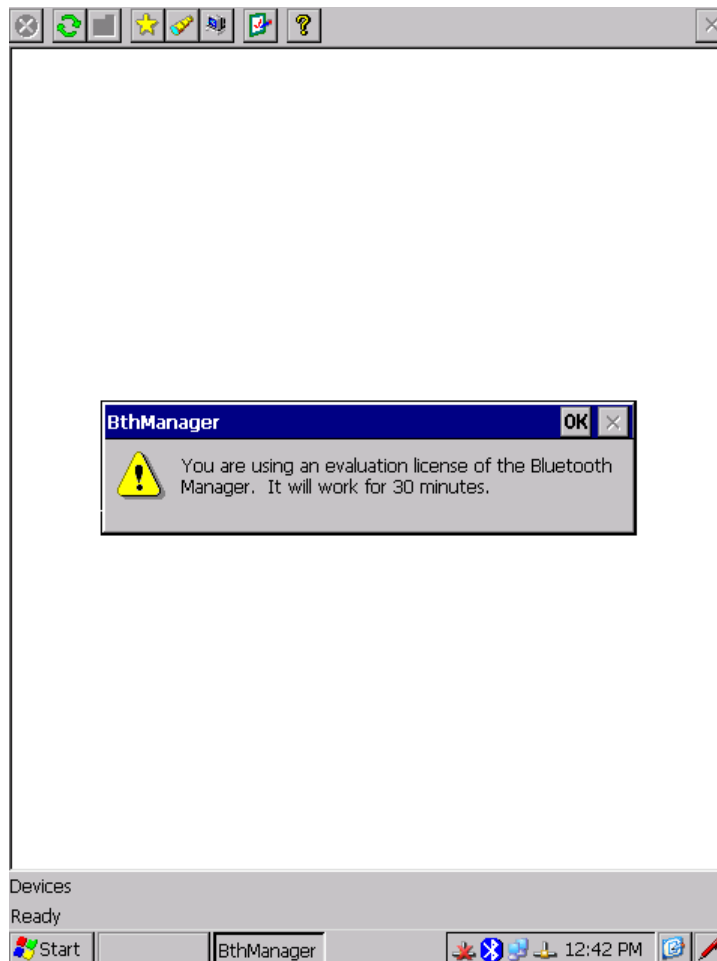 BthManager OK
You are using an evaluation license of the Bluetooth
Manager. It will work for 30 minutes.
Devices
Ready
Start BthManager 12:42 PM